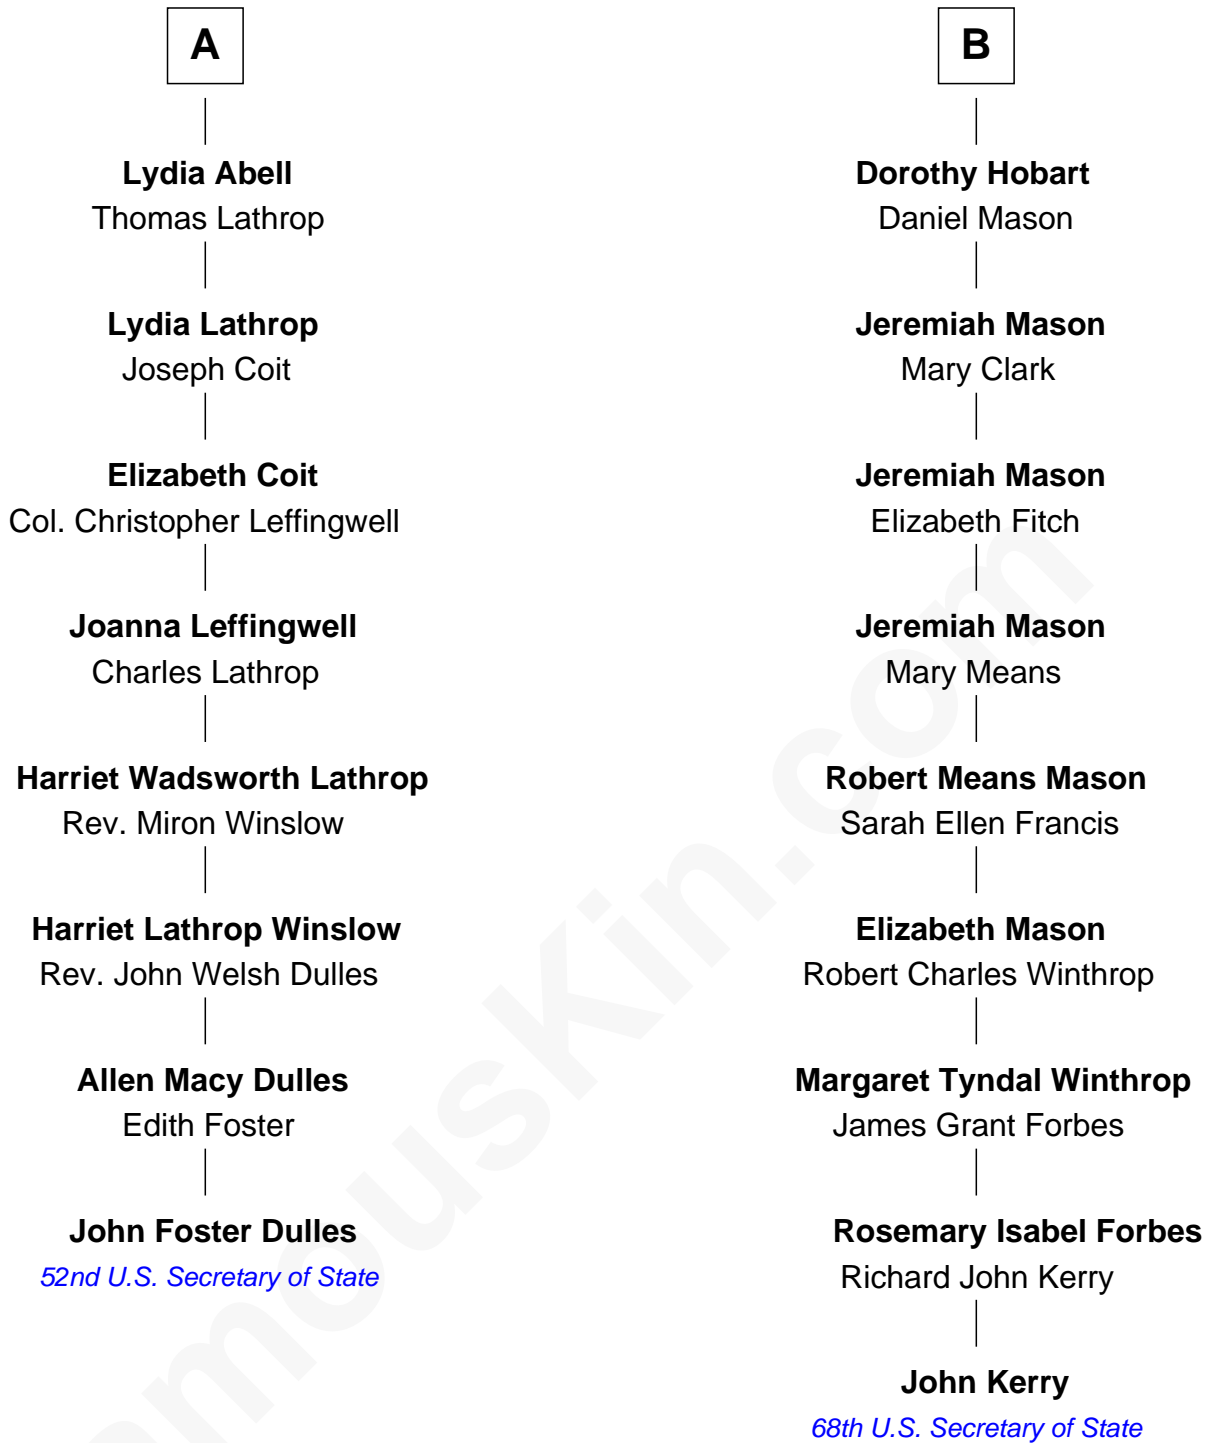 A
Lydia Abell
Thomas Lathrop
Lydia Lathrop
Joseph Coit
Elizabeth Coit
Col. Christopher Leffingwell
Joanna Leffingwell
Charles Lathrop
Harriet Wadsworth Lathrop
Rev. Miron Winslow
Harriet Lathrop Winslow
Rev. John Welsh Dulles
Allen Macy Dulles
Edith Foster
John Foster Dulles
52nd U.S. Secretary of State
B
Dorothy Hobart
Daniel Mason
Jeremiah Mason
Mary Clark
Jeremiah Mason
Elizabeth Fitch
Jeremiah Mason
Mary Means
Robert Means Mason
Sarah Ellen Francis
Elizabeth Mason
Robert Charles Winthrop
Margaret Tyndal Winthrop
James Grant Forbes
Rosemary Isabel Forbes
Richard John Kerry
John Kerry
68th U.S. Secretary of State
amousKin.com